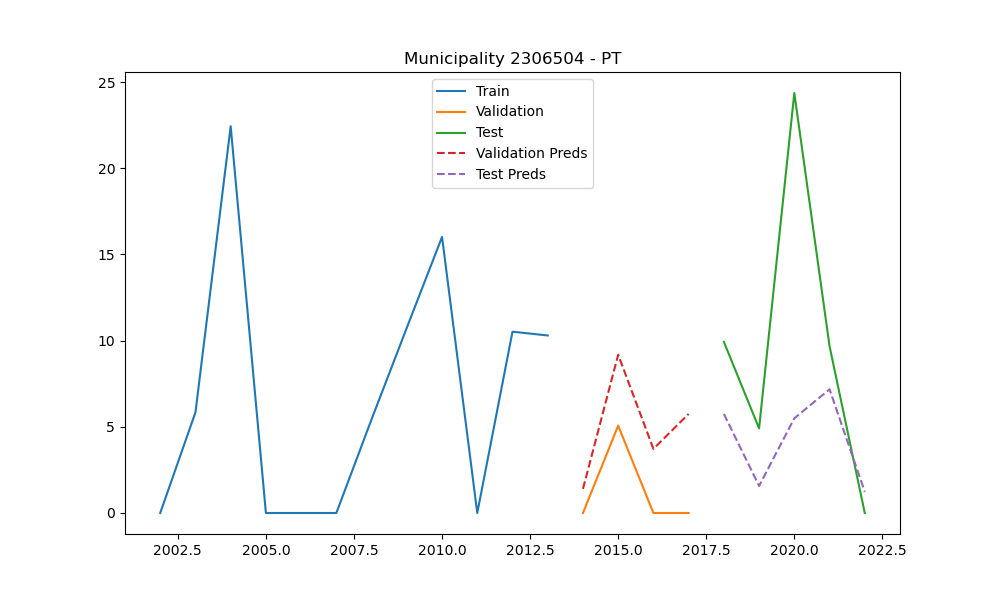 Municipality 2306504 - PT
Train
Validation
Test
Validation Preds
Test Preds
25
20
15
10
5
0
2002.5 2005.0 2007.5 2010.0 2012.5 2015.0 2017.5 2020.0 2022.5